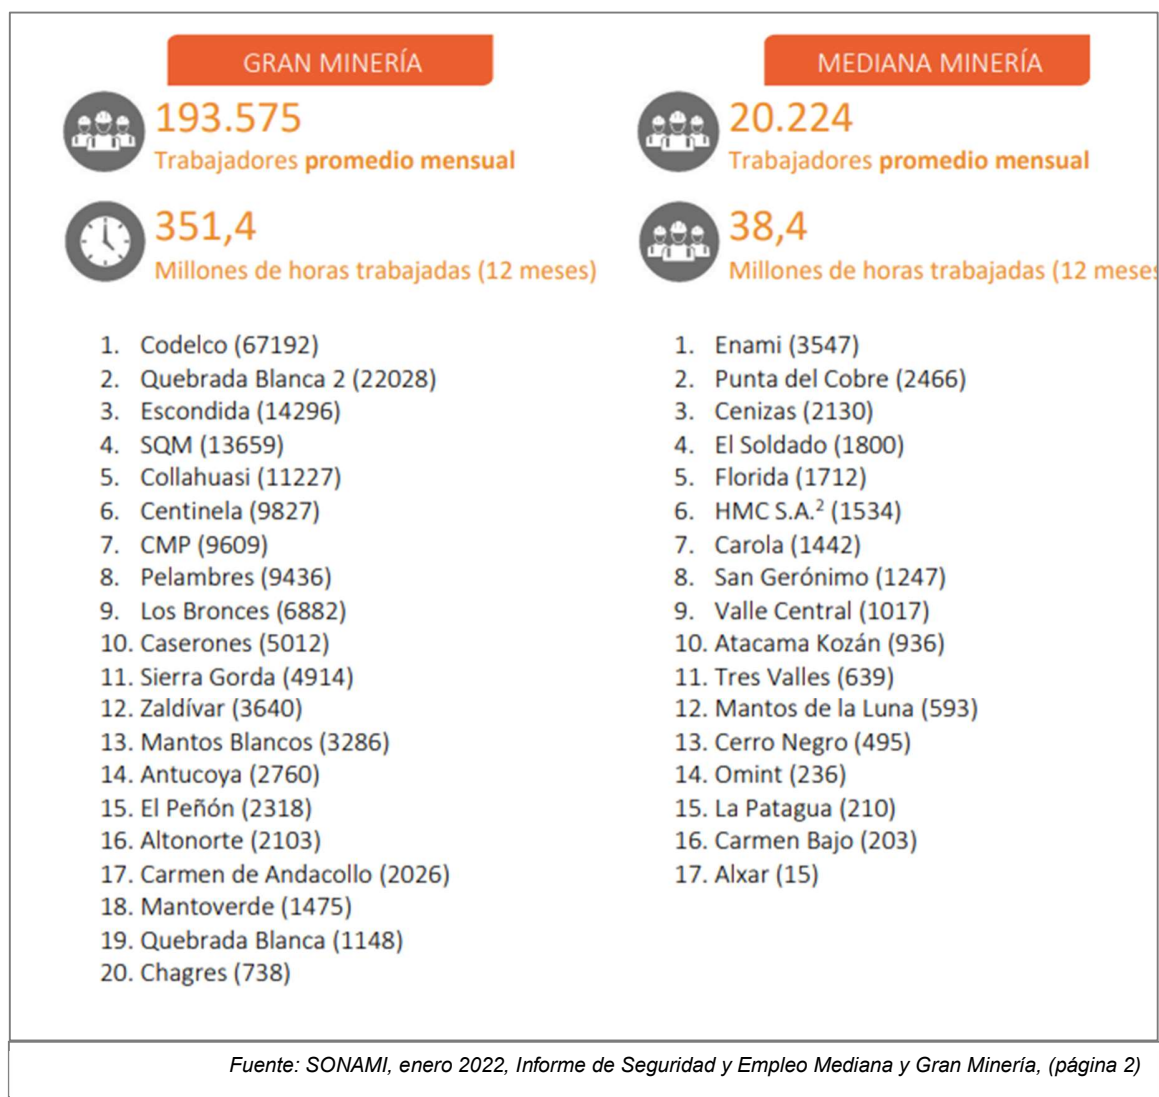 GRAN MINERÍA
193.575
Trabajadores promedio mensual
351,4
Millones de horas trabajadas (12 meses)
1. Codelco (67192)
2. Quebrada Blanca 2 (22028)
3. Escondida (14296)
4. SQM (13659)
5. Collahuasi (11227)
6. Centinela (9827)
7. CMP (9609)
8. Pelambres (9436)
9. Los Bronces (6882)
10. Caserones (5012)
11. Sierra Gorda (4914)
12. Zaldívar (3640)
13. Mantos Blancos (3286)
14. Antucoya (2760)
15. El Peñón (2318)
16. Altonorte (2103)
17. Carmen de Andacollo (2026)
18. Mantoverde (1475)
19. Quebrada Blanca (1148)
20. Chagres (738)
MEDIANA MINERÍA
20.224
Trabajadores promedio mensual
38,4
Millones de horas trabajadas (12 meses
1. Enami (3547)
2. Punta del Cobre (2466)
3. Cenizas (2130)
4. El Soldado (1800)
5. Florida (1712)
6. HMC S.A.² (1534)
7. Carola (1442)
8. San Gerónimo (1247)
9. Valle Central (1017)
10. Atacama Kozán (936)
11. Tres Valles (639)
12. Mantos de la Luna (593)
13. Cerro Negro (495)
14. Omint (236)
15. La Patagua (210)
16. Carmen Bajo (203)
17. Alxar (15)
Fuente: SONAMI, enero 2022, Informe de Seguridad y Empleo Mediana y Gran Minería, (página 2)